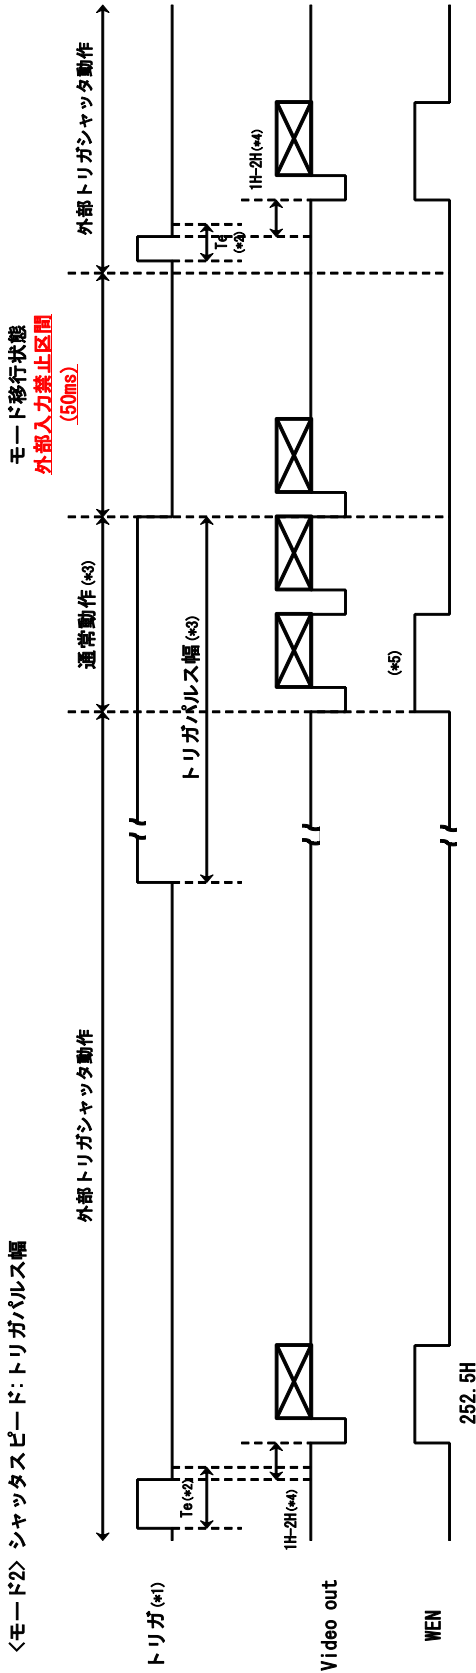 <モード2> シャッタスピード:トリガパルス幅
外部トリガシャッタ動作
通常動作(*3)
モード移行状態
外部入力禁止区間
(50ms)
外部トリガシャッタ動作
トリガ(*1)
Te(*2)
トリガパルス幅(*3)
Te
(*2)
Video out
1H-2H(*4)
1H-2H(*4)
WEN
252.5H
(*5)